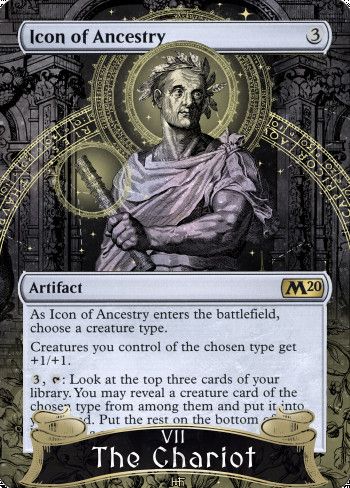 Icon of Ancestry 3
Artifact M20
As Icon of Ancestry enters the battlefield,
choose a creature type.
Creatures you control of the chosen type get
+1/+1.
3, : Look at the top three cards of your
library. You may reveal a creature card of the
chosen type from among them and put it into
Put the rest on the bottom of
VII
The Chariot